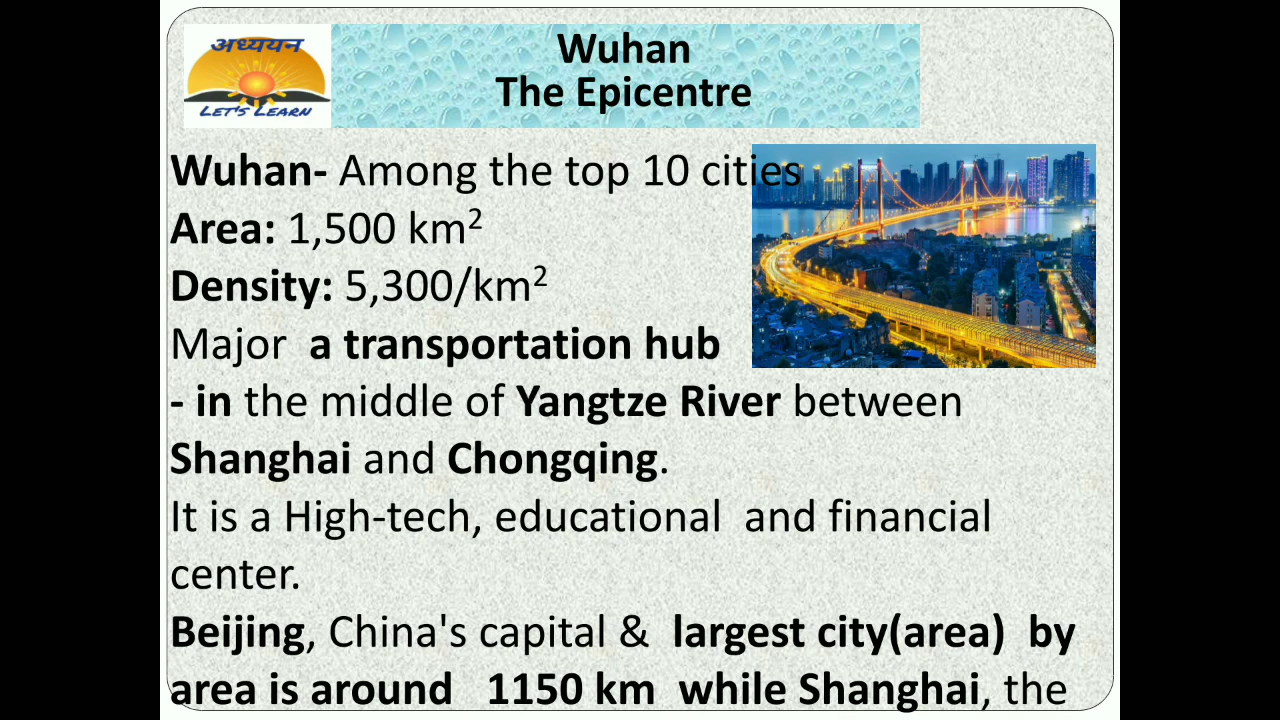 अध्ययन
LET'S LEARN
Wuhan
The Epicentre
Wuhan- Among the top 10 cities
Area: 1,500 km²
Density: 5,300/km²
Major  a transportation hub
- in the middle of Yangtze River between
Shanghai and Chongqing.
It is a High-tech, educational  and financial
center.
Beijing, China's capital &  largest city(area)  by
area is around   1150 km  while Shanghai, the